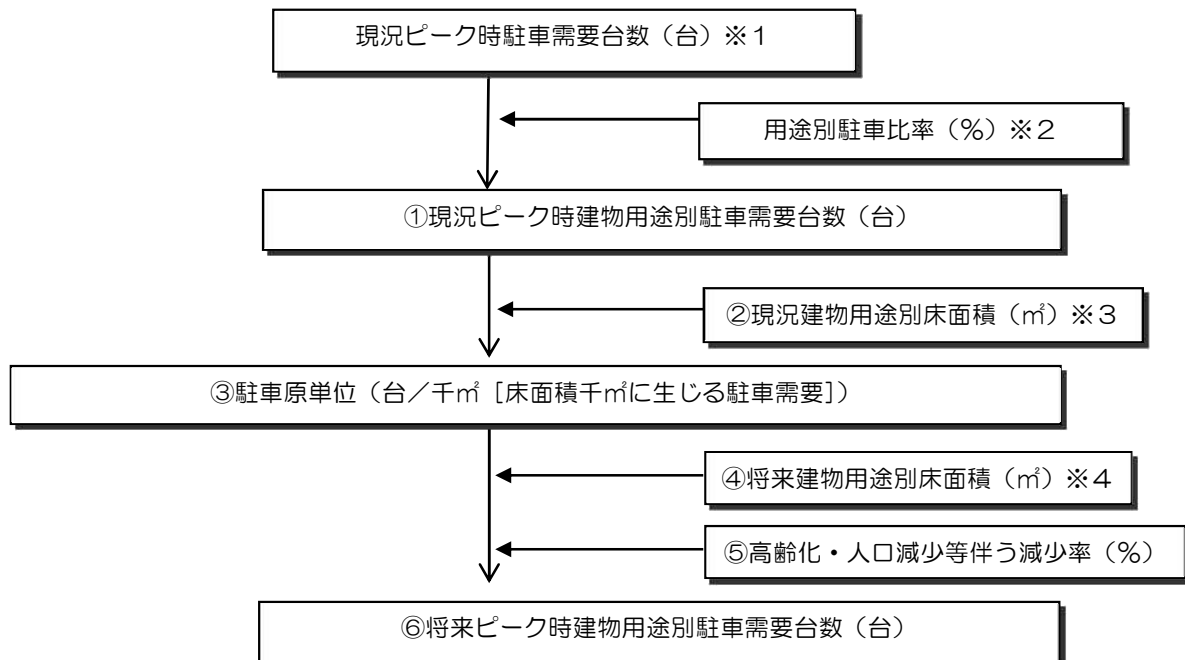 現況ピーク時駐車需要台数（台）※１
用途別駐車比率（％）※２
①現況ピーク時建物用途別駐車需要台数（台）
②現況建物用途別床面積（㎡）※３
③駐車原単位（台／千㎡［床面積千㎡に生じる駐車需要］）
④将来建物用途別床面積（㎡）※４
⑤高齢化・人口減少等伴う減少率（％）
⑥将来ピーク時建物用途別駐車需要台数（台）